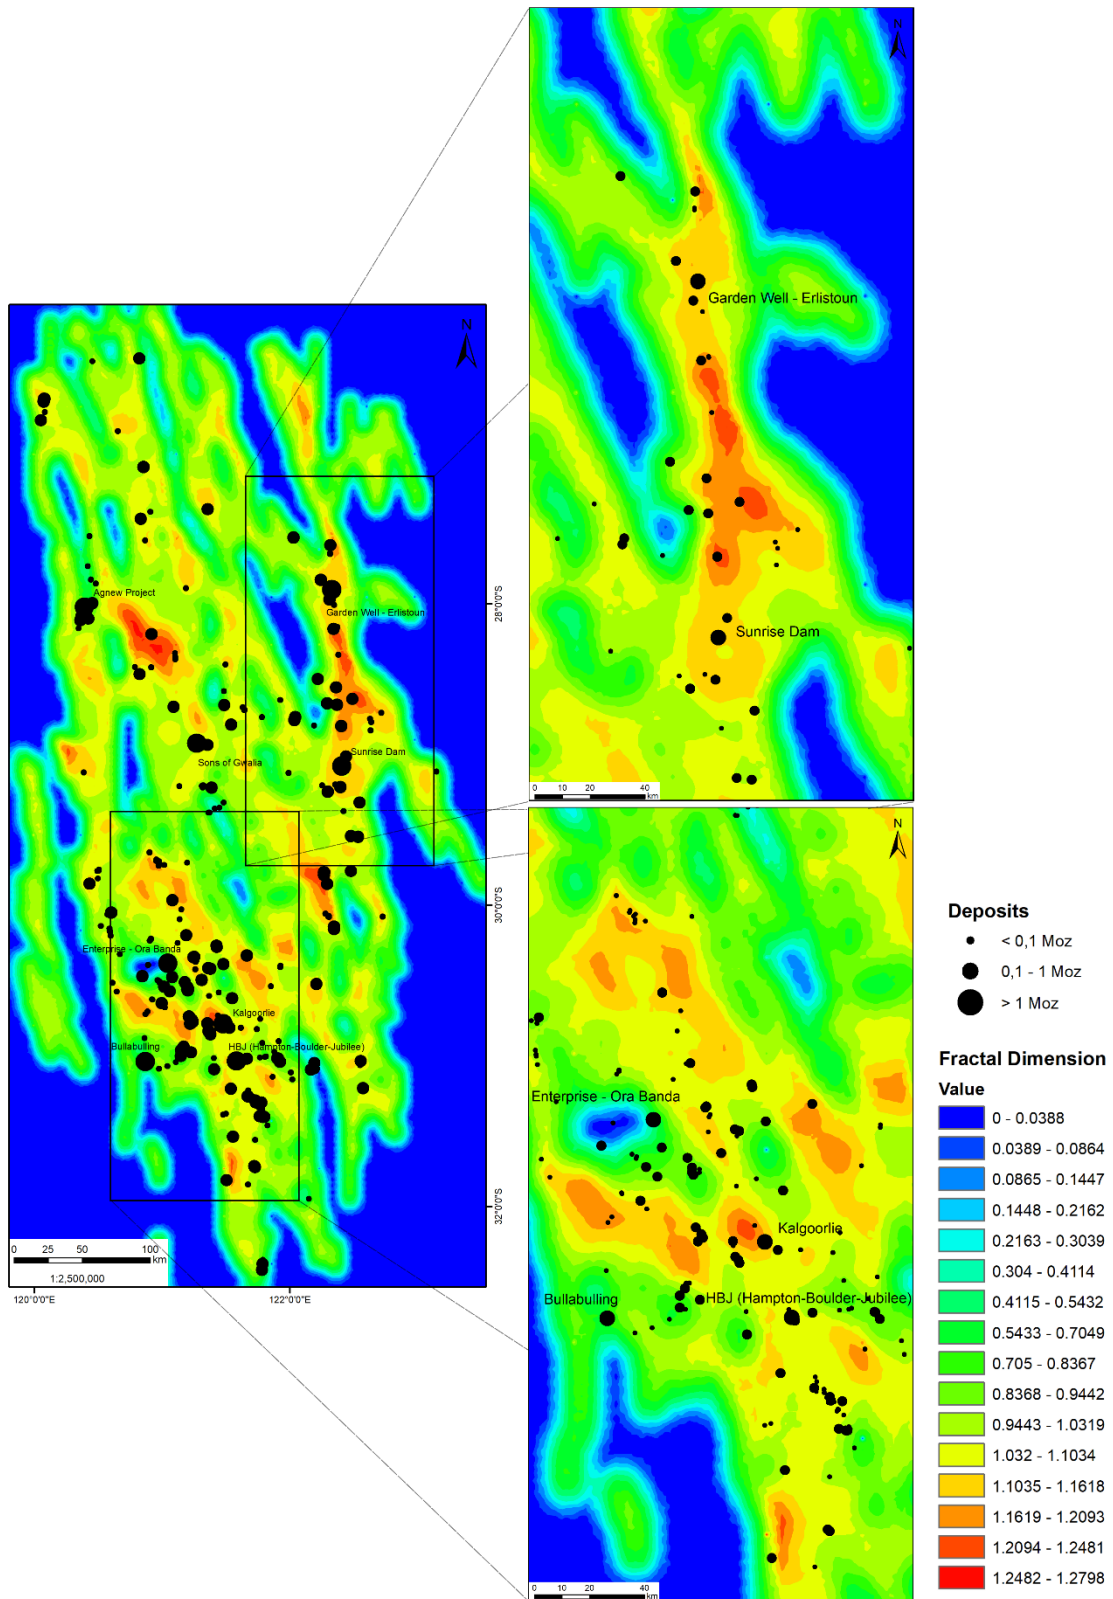 N
Agnew Project
Garden Well - Erlistoun
Sons of Gwalia
Sunrise Dam
Enterprise - Ora Banda
Kalgoorlie
Bullabulling
HBJ (Hampton-Boulder-Jubilee)
28°0'0"S
30°0'0"S
32°0'0"S
0 25 50 100
km
1:2,500,000
120°0'0"E
122°0'0"E
N
Garden Well - Erlistoun
Sunrise Dam
0 10 20 40
km
N
Enterprise - Ora Banda
Kalgoorlie
Bullabulling
HBJ (Hampton-Boulder-Jubilee)
0 10 20 40
km
Deposits
< 0,1 Moz
0,1 - 1 Moz
> 1 Moz
Fractal Dimension
Value
0 - 0.0388
0.0389 - 0.0864
0.0865 - 0.1447
0.1448 - 0.2162
0.2163 - 0.3039
0.304 - 0.4114
0.4115 - 0.5432
0.5433 - 0.7049
0.705 - 0.8367
0.8368 - 0.9442
0.9443 - 1.0319
1.032 - 1.1034
1.1035 - 1.1618
1.1619 - 1.2093
1.2094 - 1.2481
1.2482 - 1.2798